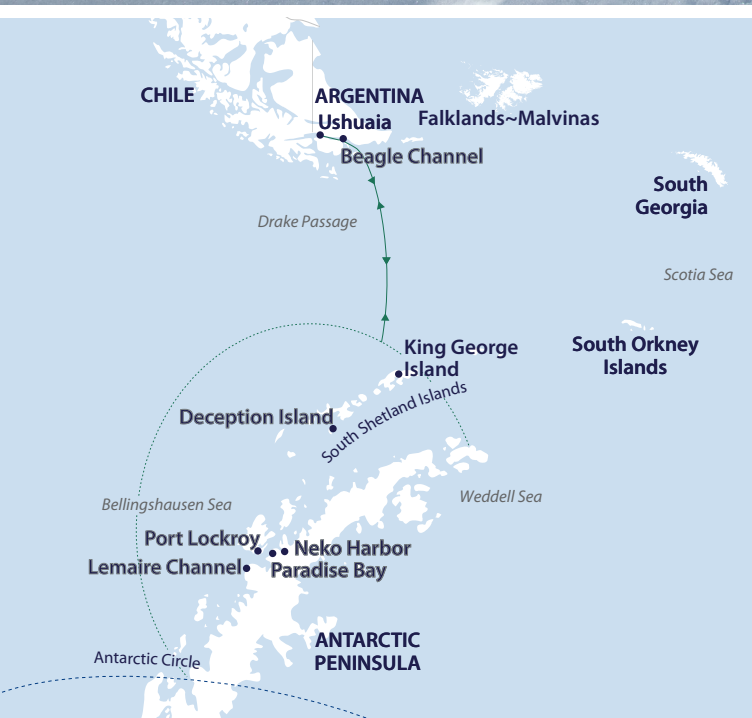 CHILE
ARGENTINA
Ushuaia
Falklands~Malvinas
Beagle Channel
South
Georgia
Drake Passage
Scotia Sea
King George
Island
South Orkney
Islands
Deception Island
South Shetland Islands
Bellingshausen Sea
Weddell Sea
Port Lockroy
Neko Harbor
Lemaire Channel
Paradise Bay
ANTARCTIC
PENINSULA
Antarctic Circle